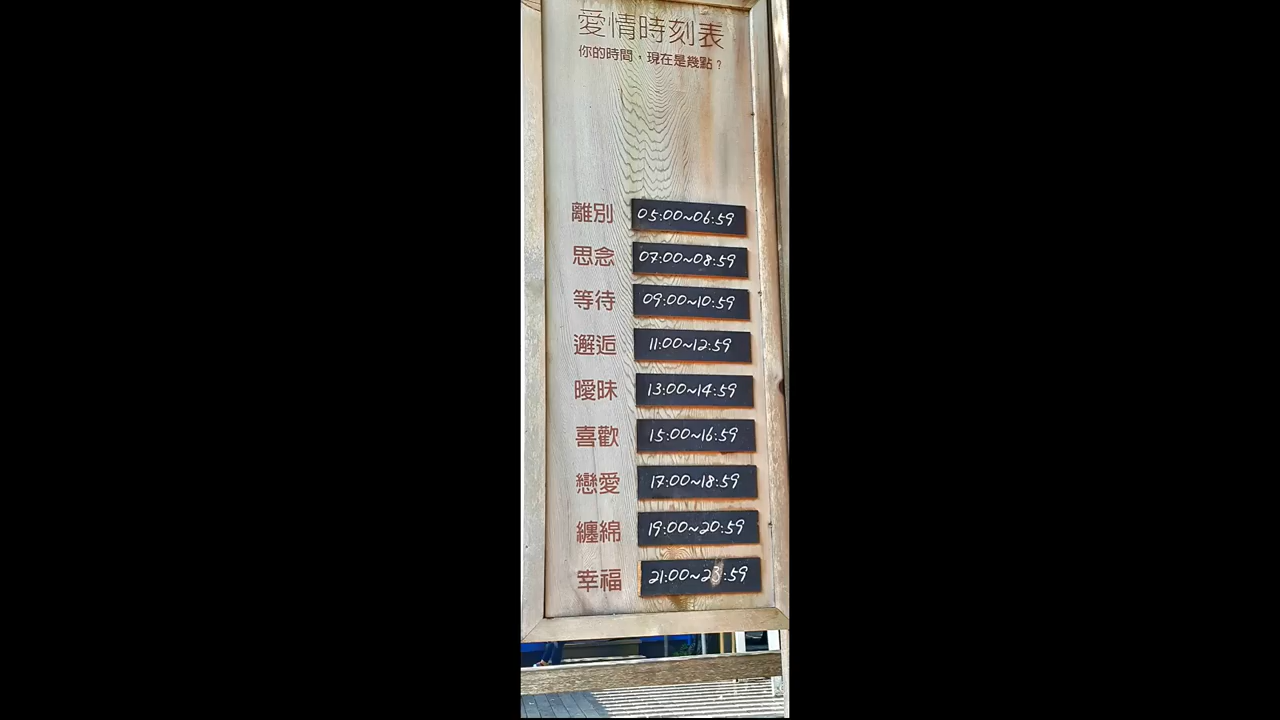 愛情時刻表
你的時間，現在是幾點？
離別 05:00~06:59
思念 07:00~08:59
等待 09:00~10:59
邂逅 11:00~12:59
曖昧 13:00~14:59
喜歡 15:00~16:59
戀愛 17:00~18:59
纏綿 19:00~20:59
幸福 21:00~23:59